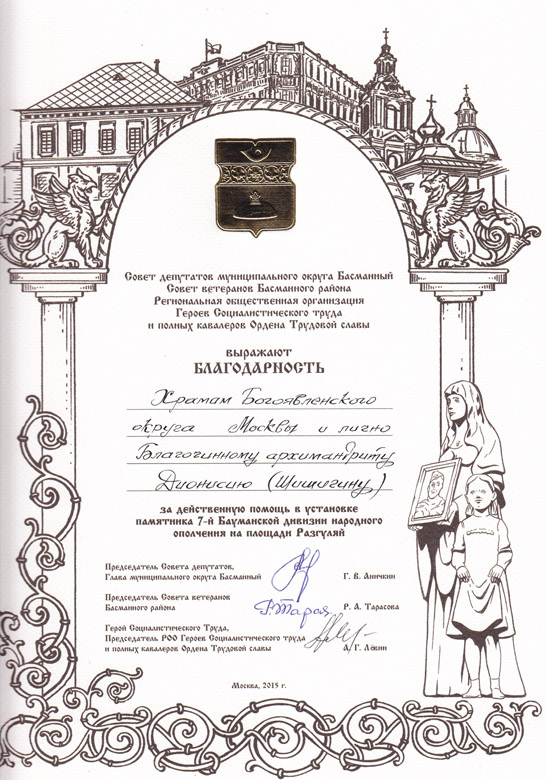 Совет депутатов муниципального округа Басманный
Совет ветеранов Басманного района
Региональная общественная организация
Героев Социалистического труда
и полных кавалеров Ордена Трудовой славы
выражают
БЛАГОДАРНОСТЬ
Храмам Богоявленского
округа Москвы и лично
Благочинному архимандриту
Дионисию (Шишигину)
за действенную помощь в установке
памятника 7-й Бауманской дивизии народного
ополчения на площади Разгуляй
Председатель Совета депутатов,
Глава муниципального округа Басманный Г. В. Аничкин
Председатель Совета ветеранов
Басманного района Р. А. Тарасова
Герой Социалистического Труда,
Председатель РОО Героев Социалистического труда
и полных кавалеров Ордена Трудовой славы А. Г. Лёвин
Москва, 2015 г.